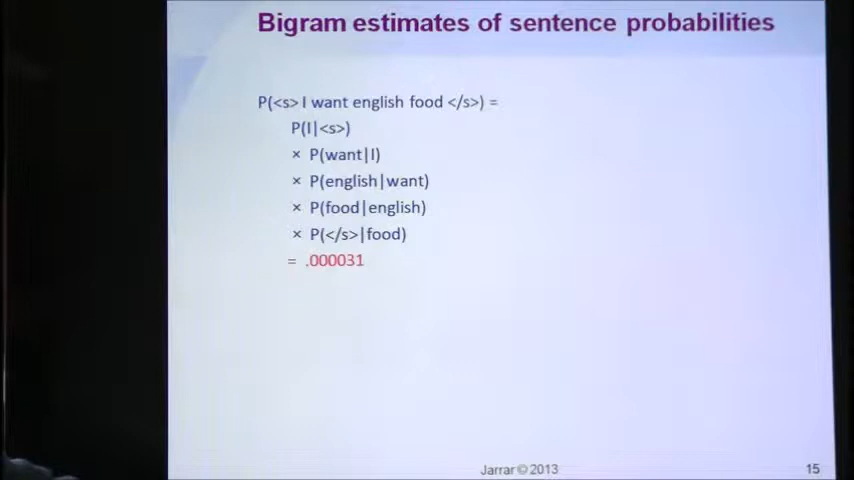 Bigram estimates of sentence probabilities
P(<s> I want english food </s>) =
P(I|<s>)
× P(want|I)
× P(english|want)
× P(food|english)
× P(</s>|food)
= .000031
Jarrar © 2013
15